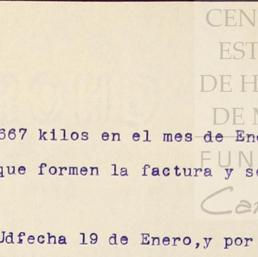 CEN
EST
DE H
DE M
667 kilos en el mes de Ene
que formen la factura y se
FUN
Ca
Udfecha 19 de Enero,y por